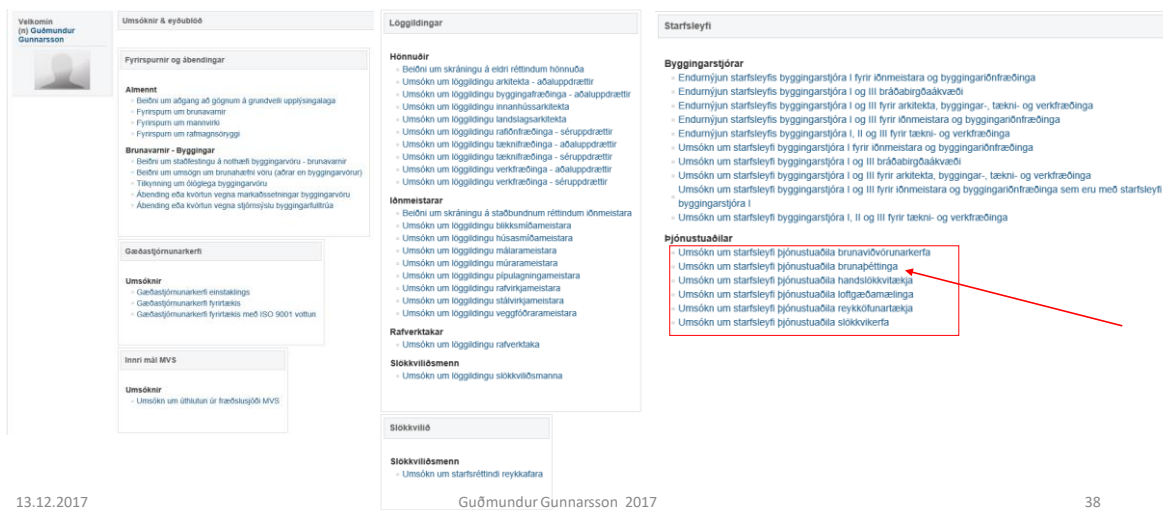 Velkomin
(n) Guðmundur
Gunnarsson
Umsóknir & eyðublöð
Fyrirspurnir og ábendingar
Almennt
Beiðni um aðgang að gögnum á grundvelli upplýsingalaga
Fyrirspurn um brunavarnir
Fyrirspurn um mannvirki
Fyrirspurn um rafmagnsöryggi
Brunavarnir - Byggingar
Beiðni um staðfestingu á nothæfi byggingarvöru - brunavarnir
Beiðni um umsögn um brunahæfni vöru (aðrar en byggingarvörur)
Tilkynning um ólöglega byggingarvöru
Ábending eða kvörtun vegna markaðssetningar byggingarvöru
Ábending eða kvörtun vegna stjórnsýslu byggingarfulltrúa
Gæðastjórnunarkerfi
Umsóknir
Gæðastjórnunarkerfi einstaklings
Gæðastjórnunarkerfi fyrirtækis
Gæðastjórnunarkerfi fyrirtækis með ISO 9001 vottun
Innri mál MVS
Umsóknir
Umsókn um úthlutun úr fræðslusjóði MVS
Löggildingar
Hönnuðir
Beiðni um skráningu á eldri réttindum hönnuða
Umsókn um löggildingu arkitekta - aðaluppdrættir
Umsókn um löggildingu byggingafræðinga - aðaluppdrættir
Umsókn um löggildingu innanhússarkitekta
Umsókn um löggildingu landslagsarkitekta
Umsókn um löggildingu rafiðnfræðinga - séruppdrættir
Umsókn um löggildingu tæknifræðinga - aðaluppdrættir
Umsókn um löggildingu tæknifræðinga - séruppdrættir
Umsókn um löggildingu verkfræðinga - aðaluppdrættir
Umsókn um löggildingu verkfræðinga - séruppdrættir
Iðnmeistarar
Beiðni um skráningu á staðbundnum réttindum iðnmeistara
Umsókn um löggildingu blikksmíðameistara
Umsókn um löggildingu húsasmíðameistara
Umsókn um löggildingu málarameistara
Umsókn um löggildingu múrarameistara
Umsókn um löggildingu pípulagningameistara
Umsókn um löggildingu rafvirkjameistara
Umsókn um löggildingu stálvirkjameistara
Umsókn um löggildingu veggfóðrarameistara
Rafverktakar
Umsókn um löggildingu rafverktaka
Slökkviliðsmenn
Umsókn um löggildingu slökkviliðsmanna
Slökkvilið
Slökkviliðsmenn
Umsókn um starfsréttindi reykkafara
Starfsleyfi
Byggingarstjórar
Endurnýjun starfsleyfis byggingarstjóra I fyrir iðnmeistara og byggingariðnfræðinga
Endurnýjun starfsleyfis byggingarstjóra I og III bráðabirgðaákvæði
Endurnýjun starfsleyfis byggingarstjóra I og III fyrir arkitekta, byggingar-, tækni- og verkfræðinga
Endurnýjun starfsleyfis byggingarstjóra I og III fyrir iðnmeistara og byggingariðnfræðinga
Endurnýjun starfsleyfis byggingarstjóra I, II og III fyrir tækni- og verkfræðinga
Umsókn um starfsleyfi byggingarstjóra I fyrir iðnmeistara og byggingariðnfræðinga
Umsókn um starfsleyfi byggingarstjóra I og III bráðabirgðaákvæði
Umsókn um starfsleyfi byggingarstjóra I og III fyrir arkitekta, byggingar-, tækni- og verkfræðinga
Umsókn um starfsleyfi byggingarstjóra I og III fyrir iðnmeistara og byggingariðnfræðinga sem eru með starfsleyfi
byggingarstjóra I
Umsókn um starfsleyfi byggingarstjóra I, II og III fyrir tækni- og verkfræðinga
Þjónustuaðilar
Umsókn um starfsleyfi þjónustuaðila brunaviðvörunarkerfa
Umsókn um starfsleyfi þjónustuaðila brunaþéttinga
Umsókn um starfsleyfi þjónustuaðila handslökkvitækja
Umsókn um starfsleyfi þjónustuaðila loftgæðamælinga
Umsókn um starfsleyfi þjónustuaðila reykköfunartækja
Umsókn um starfsleyfi þjónustuaðila slökkvikerfa
13.12.2017
Guðmundur Gunnarsson 2017
38